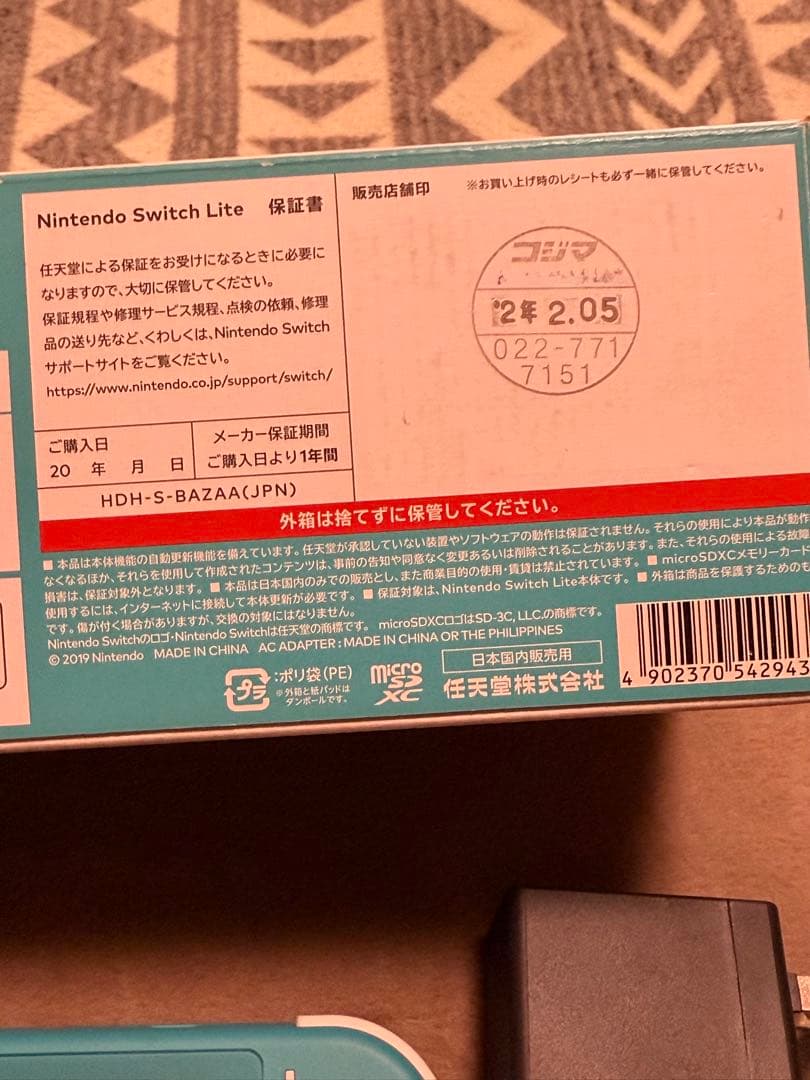 Nintendo Switch Lite 保証書
任天堂による保証をお受けになるときに必要に
なりますので、大切に保管してください。
保証規程や修理サービス規程、点検の依頼、修理
品の送り先など、くわしくは、Nintendo Switch
サポートサイトをご覧ください。
https://www.nintendo.co.jp/support/switch/
ご購入日
20 年 月 日
メーカー保証期間
ご購入日より1年間
HDH-S-BAZAA(JPN)
販売店舗印
※お買い上げ時のレシートも必ず一緒に保管してください。
コジマ
'2年 2.05
022-771
7151
外箱は捨てずに保管してください。
■ 本品は本体機能の自動更新機能を備えています。任天堂が承認していない装置やソフトウェアの動作は保証されません。それらの使用により本品が動作
なくなるほか、それらを使用して作成されたコンテンツは、事前の告知や同意なく変更あるいは削除されることがあります。また、それらの使用による故障
損害は、保証対象外となります。 ■ 本品は日本国内のみでの販売とし、また商業目的の使用・賃貸は禁止されています。 ■ microSDXCメモリーカード
使用するには、インターネットに接続して本体更新が必要です。 ■ 保証対象は、Nintendo Switch Lite本体です。 ■ 外箱は商品を保護するためのも
です。傷が付く場合がありますが、交換の対象にはなりません。
Nintendo Switchのロゴ・Nintendo Switchは任天堂の商標です。 microSDXCロゴはSD-3C, LLC.の商標です。
© 2019 Nintendo MADE IN CHINA AC ADAPTER : MADE IN CHINA OR THE PHILIPPINES
プラ
:ポリ袋(PE)
※外箱と紙パッドは
ダンボールです。
micro
SD
XC
日本国内販売用
任天堂株式会社
4 902370 542943